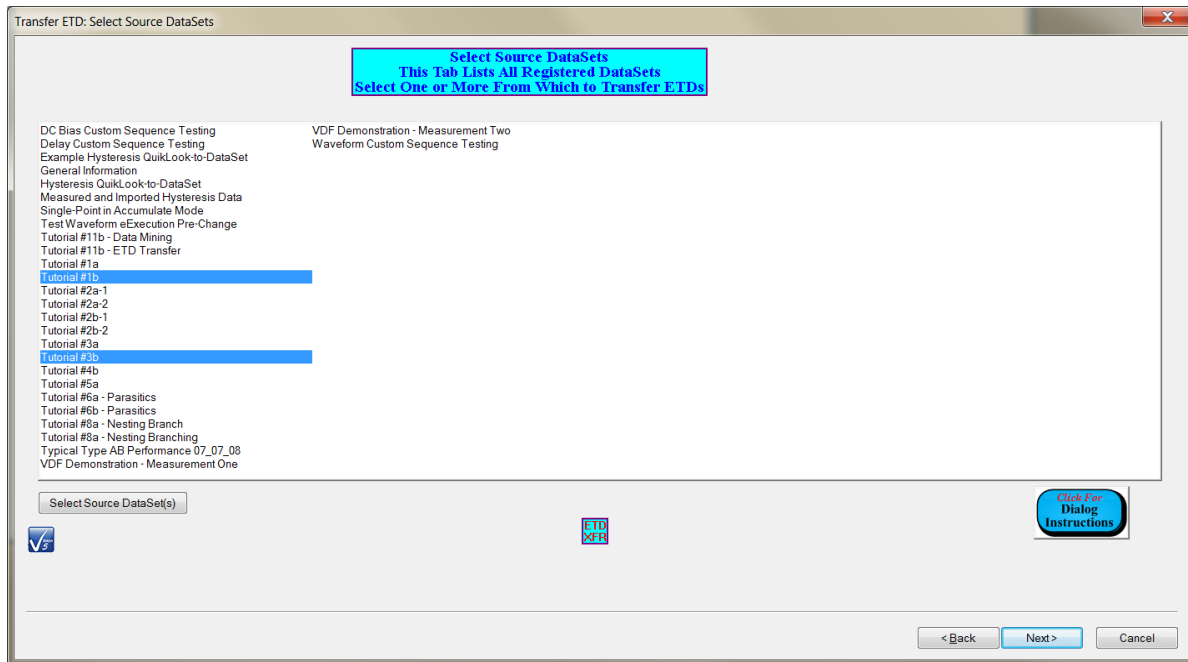 Transfer ETD: Select Source DataSets
X
Select Source DataSets
This Tab Lists All Registered DataSets
Select One or More From Which to Transfer ETDs
DC Bias Custom Sequence Testing
Delay Custom Sequence Testing
Example Hysteresis QuikLook-to-DataSet
General Information
Hysteresis QuikLook-to-DataSet
Measured and Imported Hysteresis Data
Single-Point in Accumulate Mode
Test Waveform eExecution Pre-Change
Tutorial #11b - Data Mining
Tutorial #11b - ETD Transfer
Tutorial #1a
Tutorial #1b
Tutorial #2a-1
Tutorial #2a-2
Tutorial #2b-1
Tutorial #2b-2
Tutorial #3a
Tutorial #3b
Tutorial #4b
Tutorial #5a
Tutorial #6a - Parasitics
Tutorial #6b - Parasitics
Tutorial #8a - Nesting Branch
Tutorial #8a - Nesting Branching
Typical Type AB Performance 07_07_08
VDF Demonstration - Measurement One
VDF Demonstration - Measurement Two
Waveform Custom Sequence Testing
Select Source DataSet(s)
Click For
Dialog
Instructions
V 5
ETD
XFR
< Back
Next >
Cancel